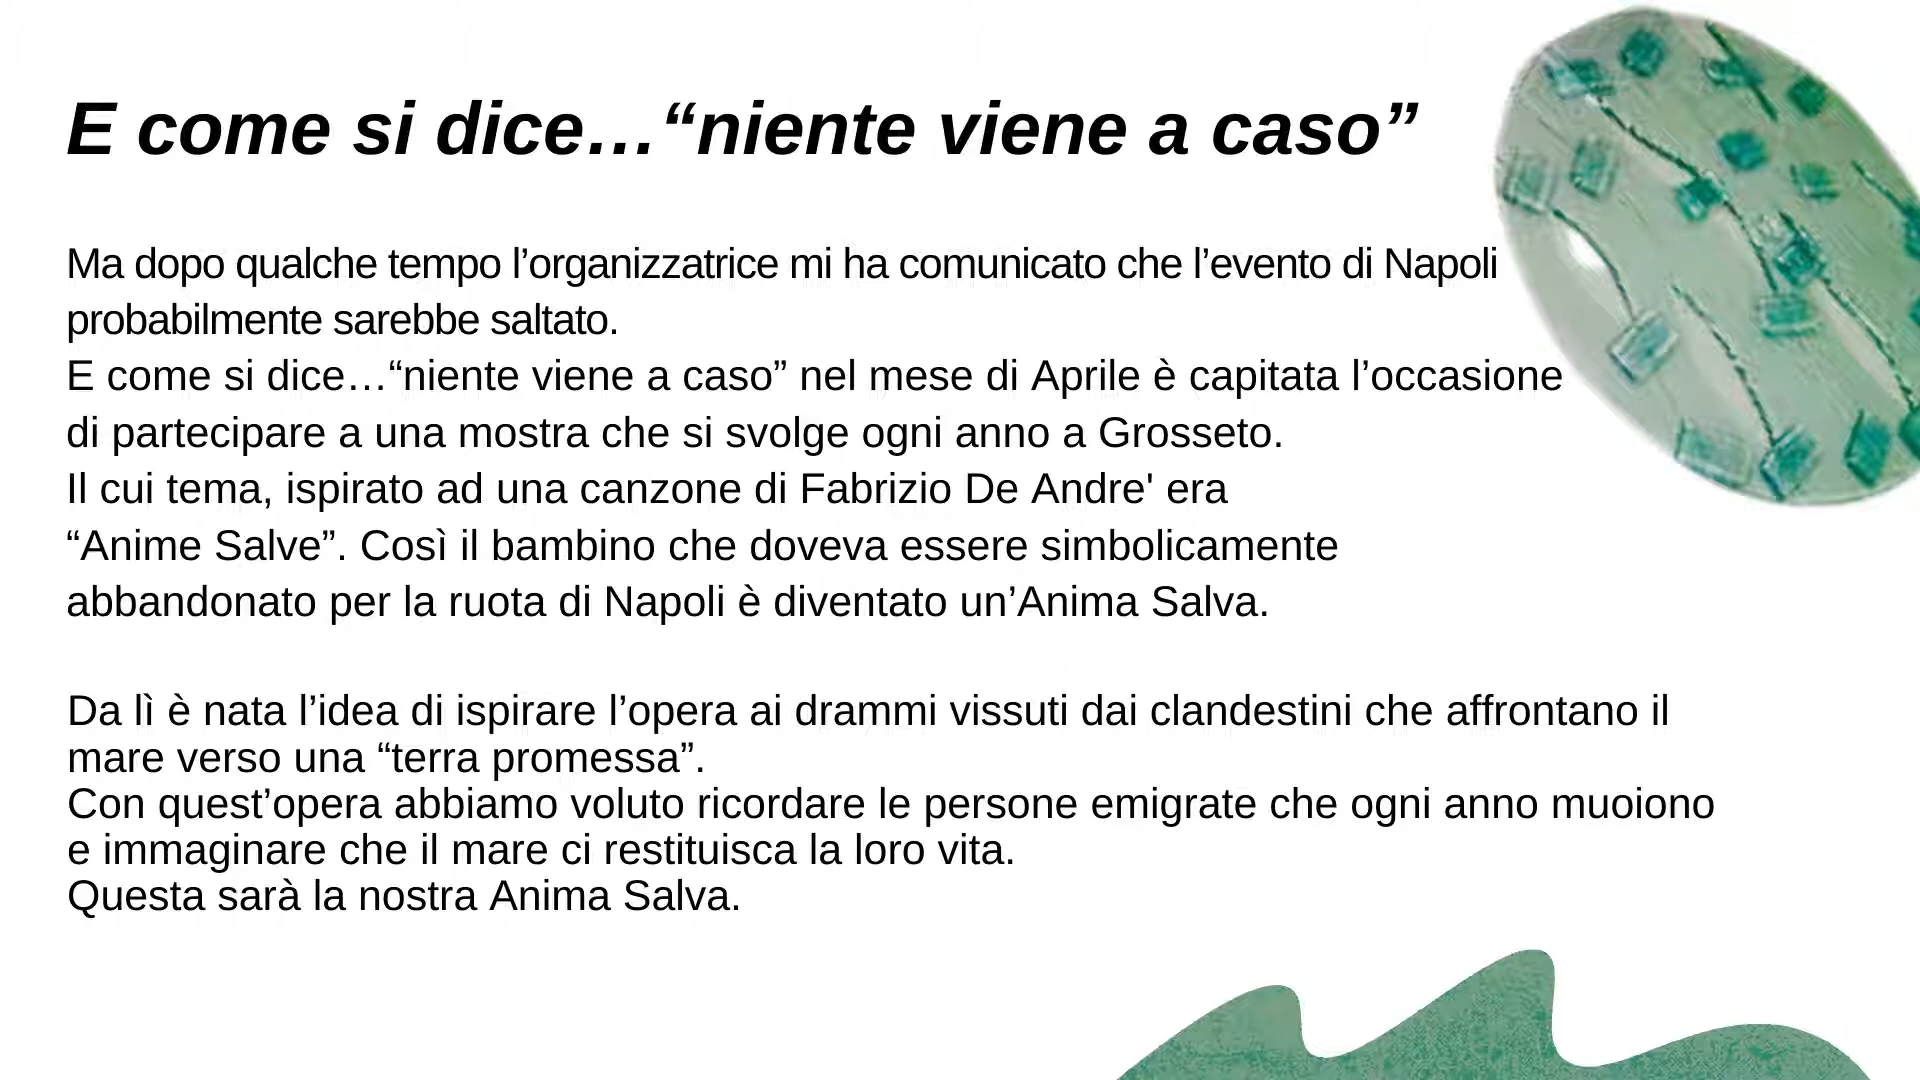 E come si dice…“niente viene a caso”
Ma dopo qualche tempo l’organizzatrice mi ha comunicato che l’evento di Napoli
probabilmente sarebbe saltato.
E come si dice…“niente viene a caso” nel mese di Aprile è capitata l’occasione
di partecipare a una mostra che si svolge ogni anno a Grosseto.
Il cui tema, ispirato ad una canzone di Fabrizio De Andre' era
“Anime Salve”. Così il bambino che doveva essere simbolicamente
abbandonato per la ruota di Napoli è diventato un’Anima Salva.
Da lì è nata l’idea di ispirare l’opera ai drammi vissuti dai clandestini che affrontano il
mare verso una “terra promessa”.
Con quest’opera abbiamo voluto ricordare le persone emigrate che ogni anno muoiono
e immaginare che il mare ci restituisca la loro vita.
Questa sarà la nostra Anima Salva.